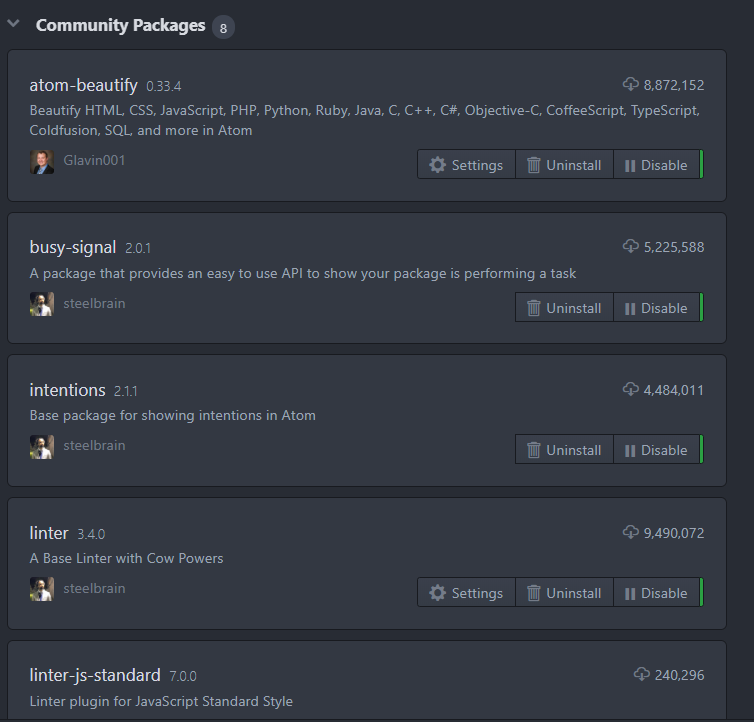 Community Packages 8
atom-beautify 0.33.4 8,872,152
Beautify HTML, CSS, JavaScript, PHP, Python, Ruby, Java, C, C++, C#, Objective-C, CoffeeScript, TypeScript,
Coldfusion, SQL, and more in Atom
Glavin001 Settings Uninstall Disable
busy-signal 2.0.1 5,225,588
A package that provides an easy to use API to show your package is performing a task
steelbrain Uninstall Disable
intentions 2.1.1 4,484,011
Base package for showing intentions in Atom
steelbrain Uninstall Disable
linter 3.4.0 9,490,072
A Base Linter with Cow Powers
steelbrain Settings Uninstall Disable
linter-js-standard 7.0.0 240,296
Linter plugin for JavaScript Standard Style